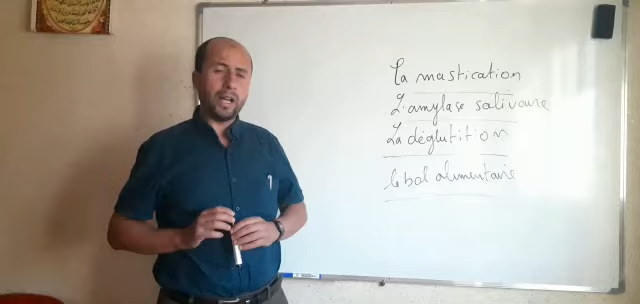 La mastication
L'amylase salivaire
La déglutition
le bol alimentaire